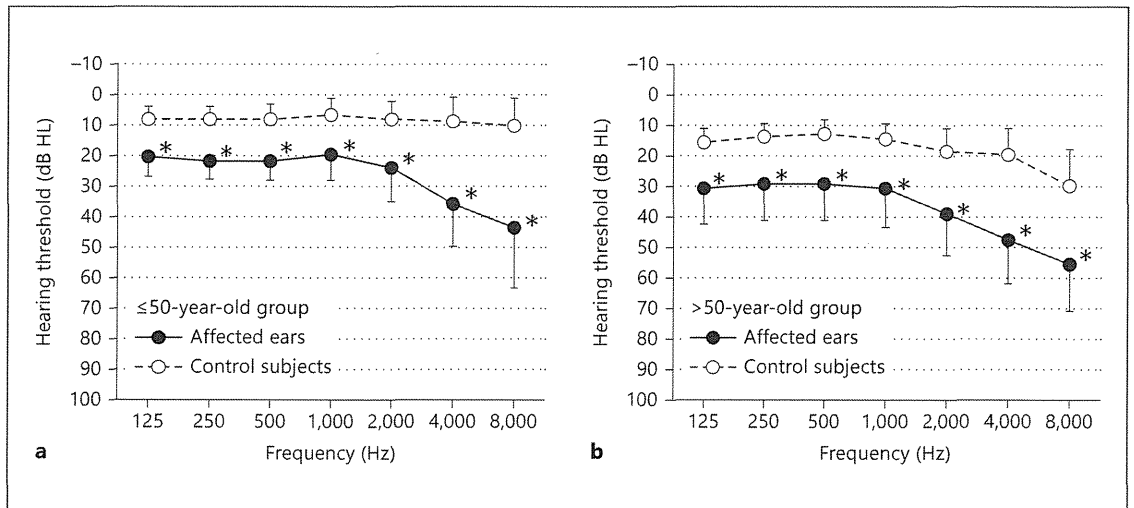 –10
0
10
20
30
40
50
60
70
80
90
100
Hearing threshold (dB HL)
* * * * * * *
≤50-year-old group
Affected ears
Control subjects
125 250 500 1,000 2,000 4,000 8,000
Frequency (Hz)
a
–10
0
10
20
30
40
50
60
70
80
90
100
Hearing threshold (dB HL)
* * * * * * *
>50-year-old group
Affected ears
Control subjects
125 250 500 1,000 2,000 4,000 8,000
Frequency (Hz)
b